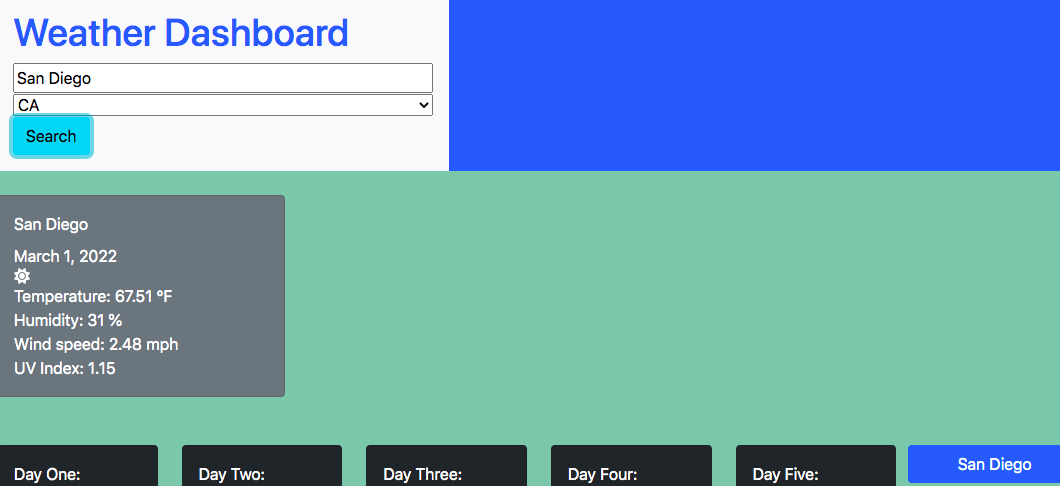 Weather Dashboard
San Diego
CA
Search
San Diego
March 1, 2022
Temperature: 67.51 °F
Humidity: 31 %
Wind speed: 2.48 mph
UV Index: 1.15
Day One:
Day Two:
Day Three:
Day Four:
Day Five:
San Diego